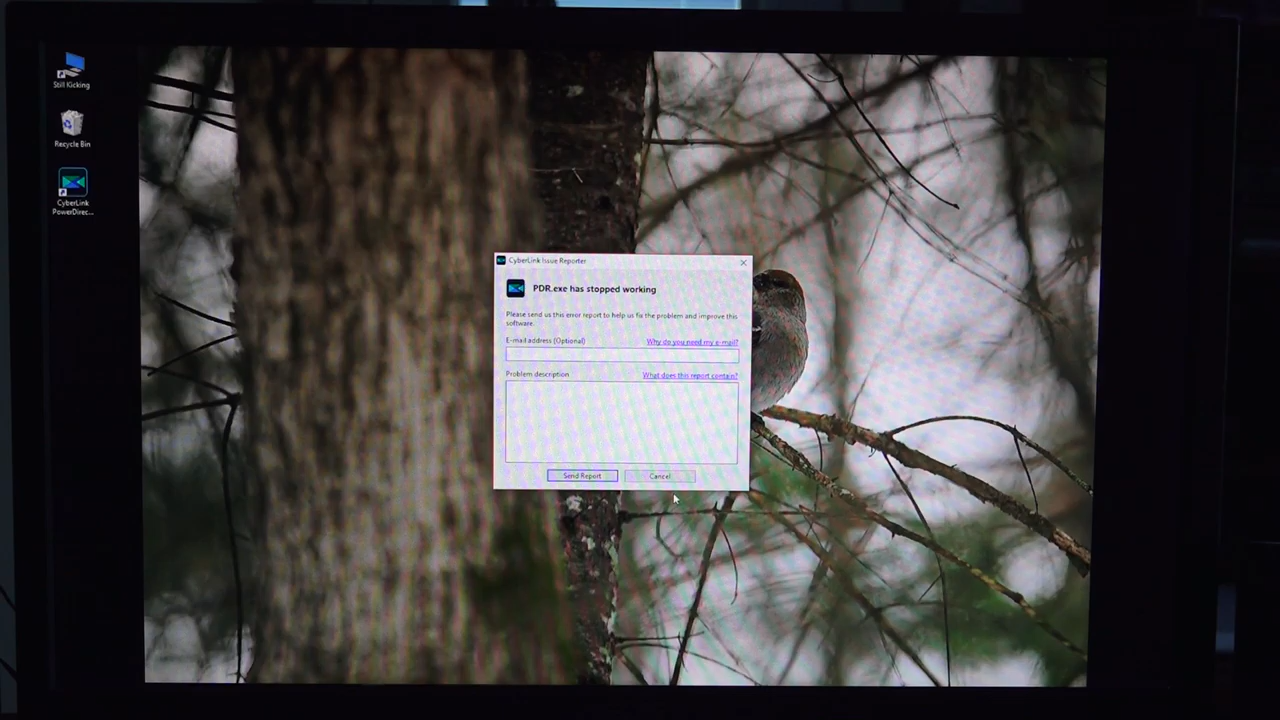 Still Kicking
Recycle Bin
CyberLink
PowerDirec...
CyberLink Issue Reporter
PDR.exe has stopped working
Please send us this error report to help us fix the problem and improve this
software.
E-mail address (Optional)
Why do you need my e-mail?
Problem description
What does this report contain?
Send Report
Cancel